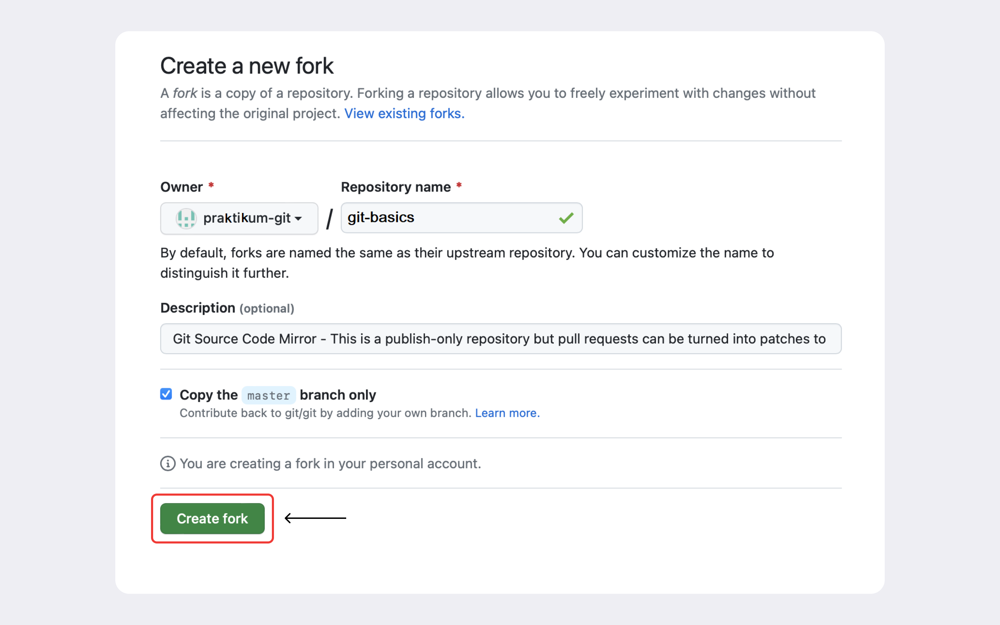 Create a new fork
A fork is a copy of a repository. Forking a repository allows you to freely experiment with changes without
affecting the original project. View existing forks.
Owner * Repository name *
praktikum-git / git-basics
By default, forks are named the same as their upstream repository. You can customize the name to
distinguish it further.
Description (optional)
Git Source Code Mirror - This is a publish-only repository but pull requests can be turned into patches to
Copy the master branch only
Contribute back to git/git by adding your own branch. Learn more.
You are creating a fork in your personal account.
Create fork